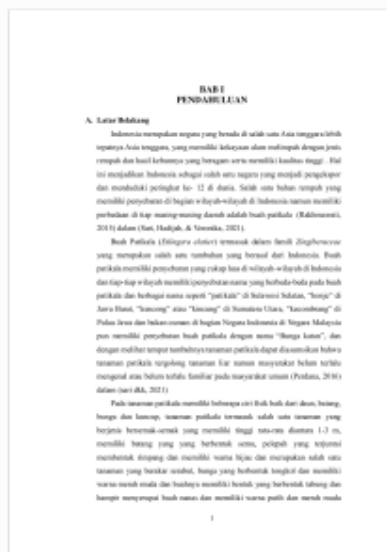 BAB I
PENDAHULUAN
A. Latar Belakang
Indonesia merupakan negara yang berada di salah satu Asia tenggara lebih
tepatnya Asia tenggara, yang memiliki kekayaan alam melimpah dengan jenis
rempah dan hasil kebunnya yang beragam serta memiliki kualitas tinggi . Hal
ini menjadikan Indonesia sebagai salah satu negara yang menjadi pengekspor
dan menduduki peringkat ke- 12 di dunia. Salah satu bahan rempah yang
memiliki penyebaran di bagian wilayah-wilayah di Indonesia namun memiliki
perbedaan di tiap masing-masing daerah adalah buah patikala
2015) dalam (Sari, Hadijah, & Veronika, 2021).
Buah Patikala (Etlingera elatior) termasuk dalam famili Zingiberaceae
yang merupakan salah satu tumbuhan yang berasal dari Indonesia. Buah
patikala memiliki penyebaran yang cukup luas di wilayah-wilayah di Indonesia
dan tiap-tiap wilayah memiliki penyebutan nama yang berbeda-beda pada buah
patikala dan berbagai nama seperti "patikala" di Sulawesi Selatan, "honje" di
Jawa Barat, "kencong" atau "kincung" di Sumatera Utara, "kecombrang" di
Pulau Jawa dan bukan cuman di bagian Negara Indonesia di Negara Malaysia
pun memiliki penyebutan buah patikala dengan nama "Bunga katan", dan
dengan melihat tempat tumbuhnya tanaman patikala dapat diasumsikan bahwa
tanaman patikala tergolong tanaman liar namun masyarakat belum terlalu
mengenal atau belum terlalu familiar pada masyarakat umum (Perdana, 2016)
dalam (sari dkk, 2021)
Pada tanaman patikala memiliki beberapa ciri fisik baik dari daun, batang,
bunga dan kuncup, tanaman patikala termasuk salah satu tanaman yang
berjenis bersemak-semak yang memiliki tinggi rata-rata diantara 1-3 m,
memiliki batang yang yang berbentuk semu, pelepah yang terjuntai
membentuk rimpang dan memiliki warna hijau dan merupakan salah satu
tanaman yang berakar serabut, bunga yang berbentuk tongkol dan memiliki
warna merah muda dan buahnya memiliki bentuk yang berbentuk tabung dan
hampir menyerupai buah nanas dan memiliki warna putih dan merah muda
1